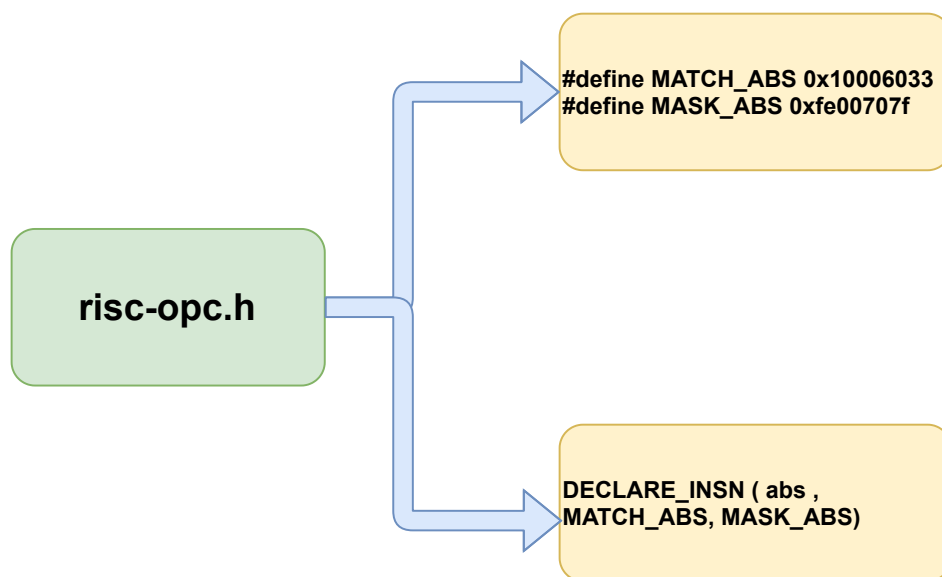 #define MATCH_ABS 0x10006033
#define MASK_ABS 0xfe00707f
risc-opc.h
DECLARE_INSN ( abs ,
MATCH_ABS, MASK_ABS)